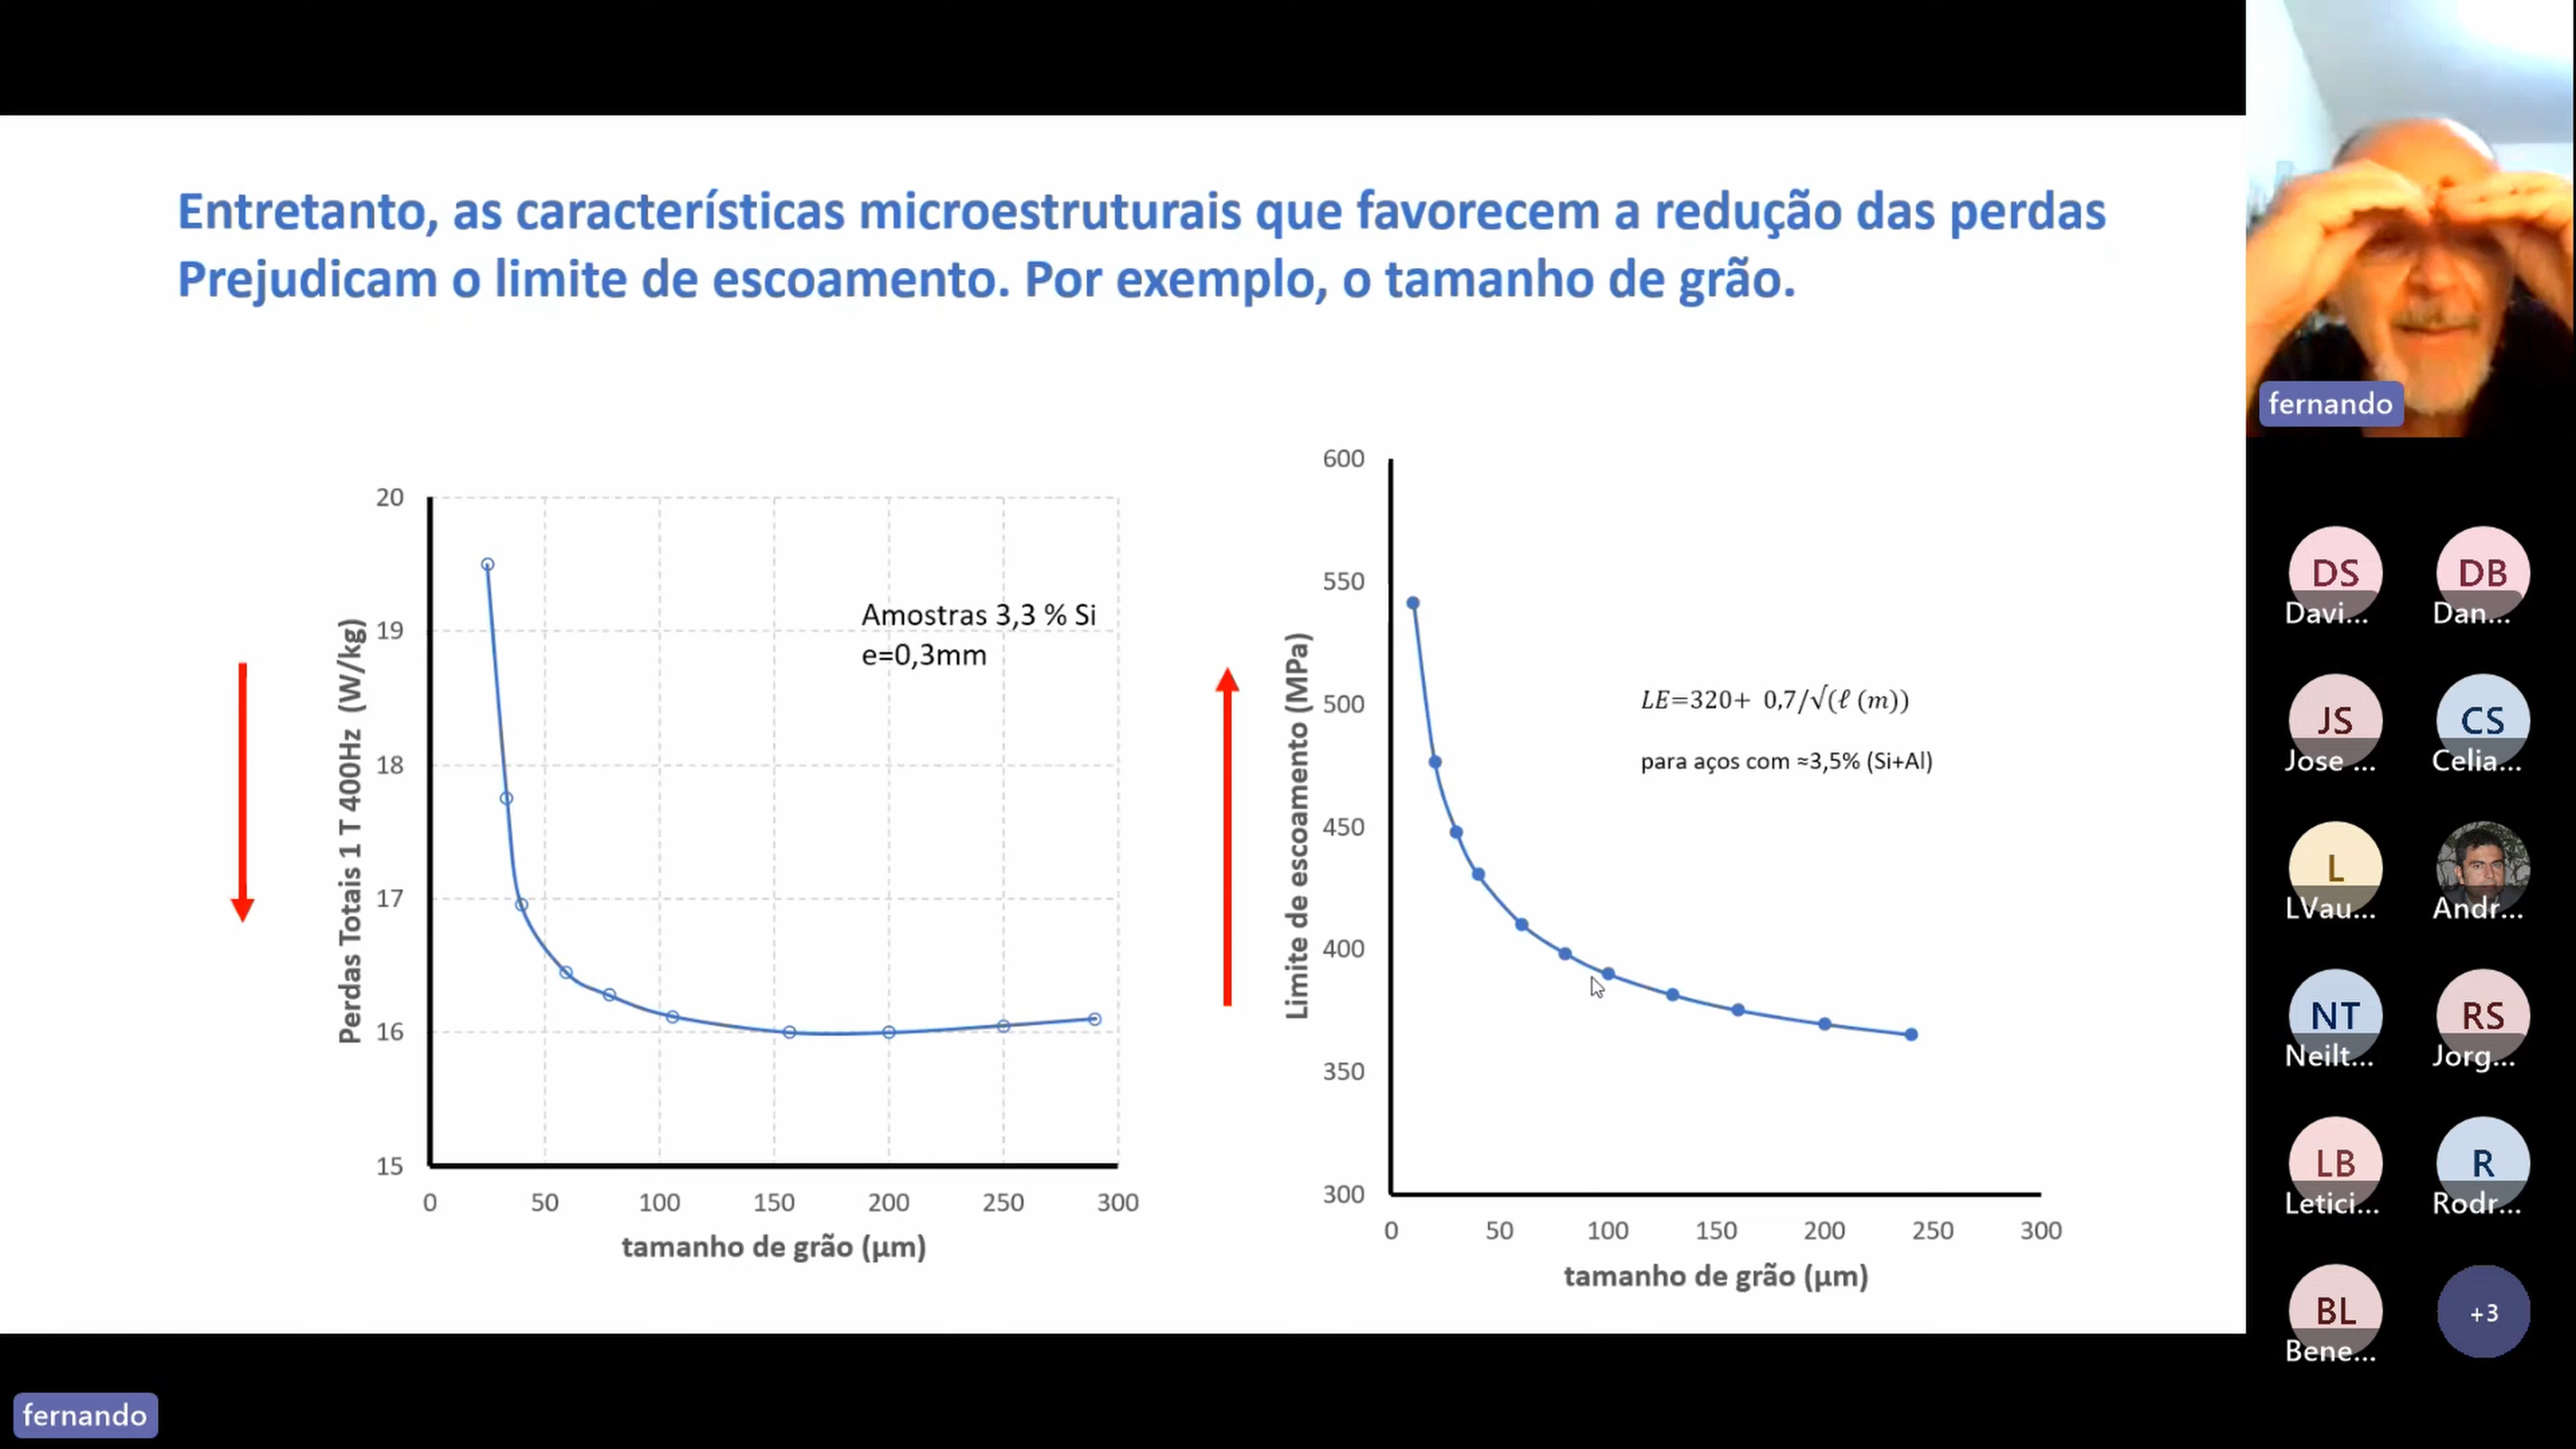 Entretanto, as características microestruturais que favorecem a redução das perdas
Prejudicam o limite de escoamento. Por exemplo, o tamanho de grão.
Perdas Totais 1 T 400Hz (W/kg)
20
19
18
17
16
15
0 50 100 150 200 250 300
tamanho de grão (µm)
Amostras 3,3 % Si
e=0,3mm
Limite de escoamento (MPa)
600
550
500
450
400
350
300
0 50 100 150 200 250 300
tamanho de grão (µm)
LE=320+ 0,7/√(ℓ (m))
para aços com ≈3,5% (Si+Al)
fernando
DS
Davi...
DB
Dan...
JS
Jose ...
CS
Celia...
L
LVau...
Andr...
NT
Neilt...
RS
Jorg...
LB
Letici...
R
Rodr...
BL
Bene...
+3
fernando